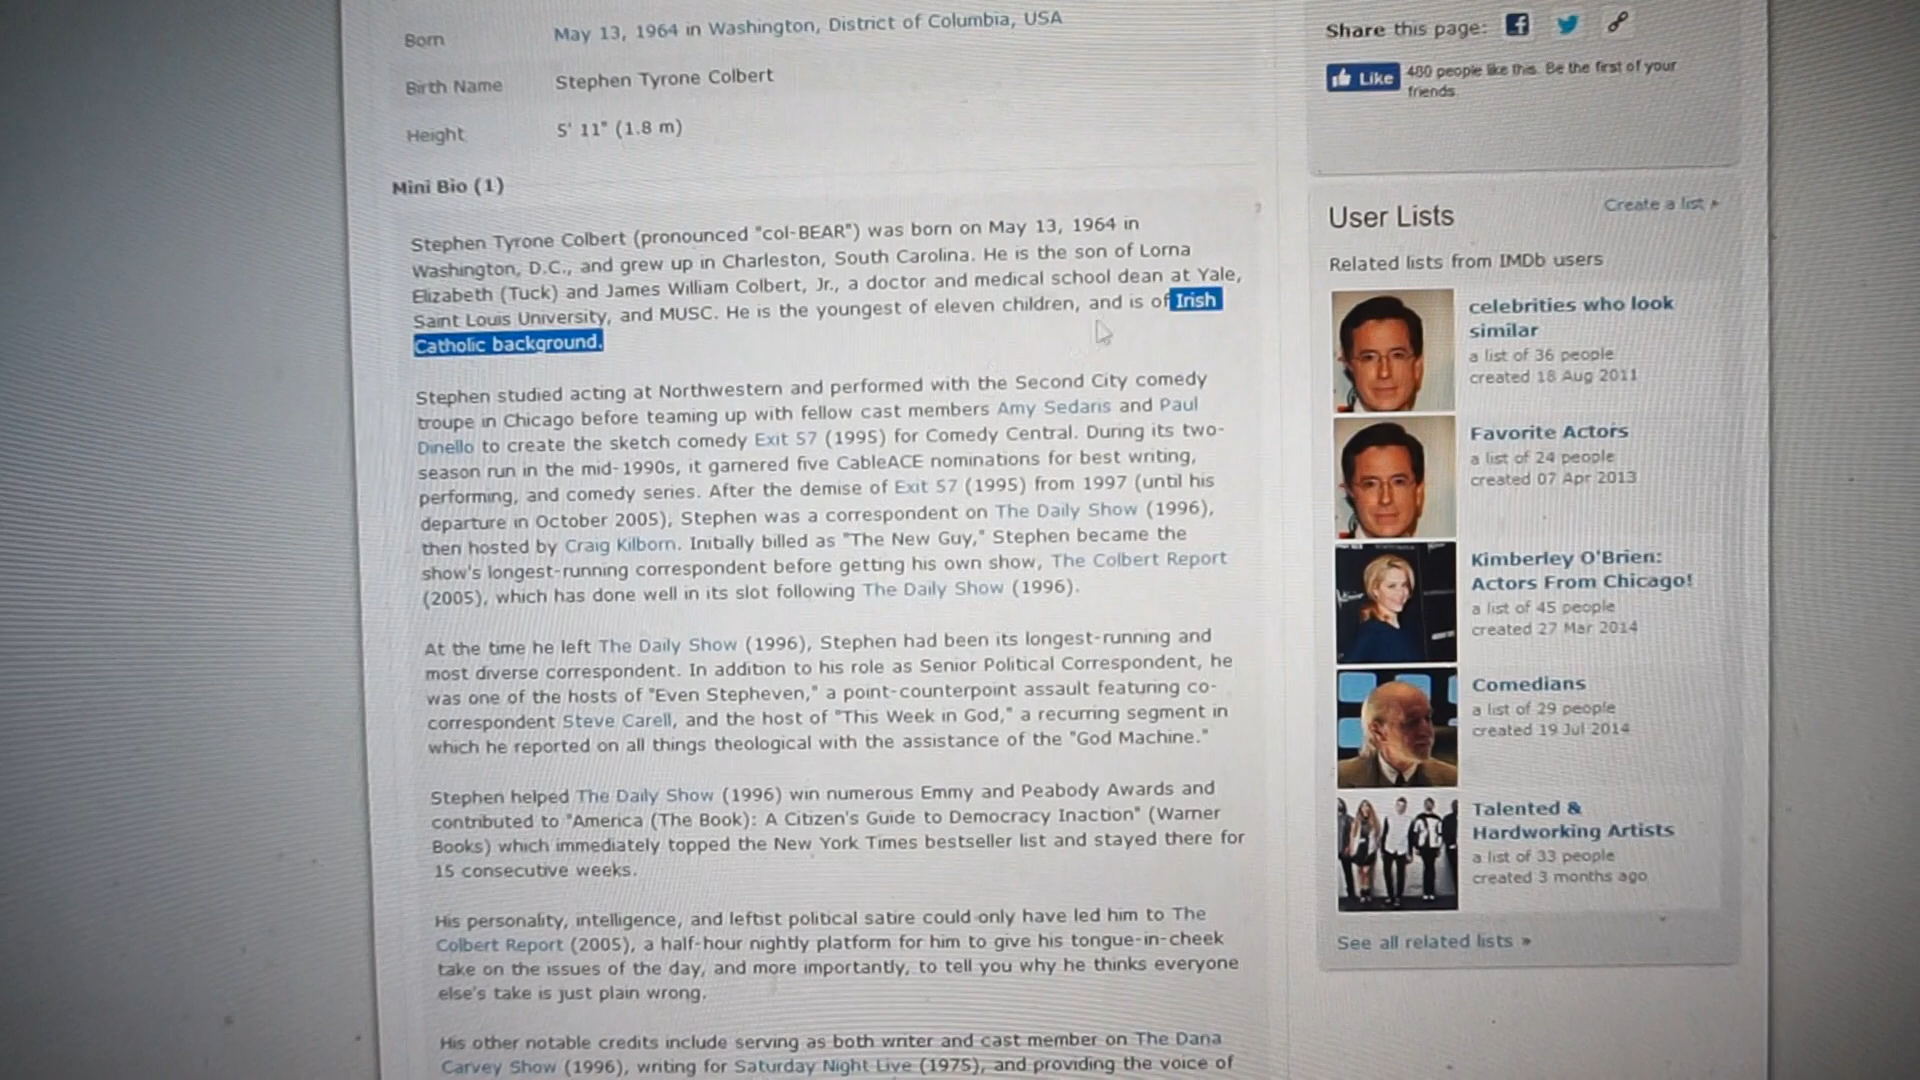 Born
May 13, 1964 in Washington, District of Columbia, USA
Birth Name
Stephen Tyrone Colbert
Height
5' 11" (1.8 m)
Mini Bio (1)
Stephen Tyrone Colbert (pronounced "col-BEAR") was born on May 13, 1964 in
Washington, D.C., and grew up in Charleston, South Carolina. He is the son of Lorna
Elizabeth (Tuck) and James William Colbert, Jr., a doctor and medical school dean at Yale,
Saint Louis University, and MUSC. He is the youngest of eleven children, and is of Irish
Catholic background.
Stephen studied acting at Northwestern and performed with the Second City comedy
troupe in Chicago before teaming up with fellow cast members Amy Sedaris and Paul
Dinello to create the sketch comedy Exit 57 (1995) for Comedy Central. During its two-
season run in the mid-1990s, it garnered five CableACE nominations for best writing,
performing, and comedy series. After the demise of Exit 57 (1995) from 1997 (until his
departure in October 2005), Stephen was a correspondent on The Daily Show (1996),
then hosted by Craig Kilborn. Initially billed as "The New Guy," Stephen became the
show's longest-running correspondent before getting his own show, The Colbert Report
(2005), which has done well in its slot following The Daily Show (1996).
At the time he left The Daily Show (1996), Stephen had been its longest-running and
most diverse correspondent. In addition to his role as Senior Political Correspondent, he
was one of the hosts of "Even Stepheven," a point-counterpoint assault featuring co-
correspondent Steve Carell, and the host of "This Week in God," a recurring segment in
which he reported on all things theological with the assistance of the "God Machine."
Stephen helped The Daily Show (1996) win numerous Emmy and Peabody Awards and
contributed to "America (The Book): A Citizen's Guide to Democracy Inaction" (Warner
Books) which immediately topped the New York Times bestseller list and stayed there for
15 consecutive weeks.
His personality, intelligence, and leftist political satire could only have led him to The
Colbert Report (2005), a half-hour nightly platform for him to give his tongue-in-cheek
take on the issues of the day, and more importantly, to tell you why he thinks everyone
else's take is just plain wrong.
His other notable credits include serving as both writer and cast member on The Dana
Carvey Show (1996), writing for Saturday Night Live (1975), and providing the voice of
Share this page:
Like
480 people like this. Be the first of your
friends.
User Lists
Create a list »
Related lists from IMDb users
celebrities who look
similar
a list of 36 people
created 18 Aug 2011
Favorite Actors
a list of 24 people
created 07 Apr 2013
Kimberley O'Brien:
Actors From Chicago!
a list of 45 people
created 27 Mar 2014
Comedians
a list of 29 people
created 19 Jul 2014
Talented &
Hardworking Artists
a list of 33 people
created 3 months ago
See all related lists »